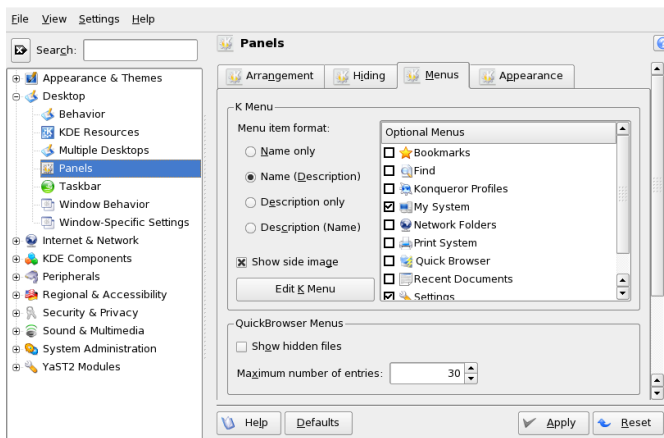 File View Settings Help
Search:
Appearance & Themes
Desktop
Behavior
KDE Resources
Multiple Desktops
Panels
Taskbar
Window Behavior
Window-Specific Settings
Internet & Network
KDE Components
Peripherals
Regional & Accessibility
Security & Privacy
Sound & Multimedia
System Administration
YaST2 Modules
Panels
Arrangement Hiding Menus Appearance
K Menu
Menu item format:
Name only
Name (Description)
Description only
Description (Name)
Show side image
Edit K Menu
Optional Menus
Bookmarks
Find
Konqueror Profiles
My System
Network Folders
Print System
Quick Browser
Recent Documents
Settings
QuickBrowser Menus
Show hidden files
Maximum number of entries: 30
Help Defaults Apply Reset